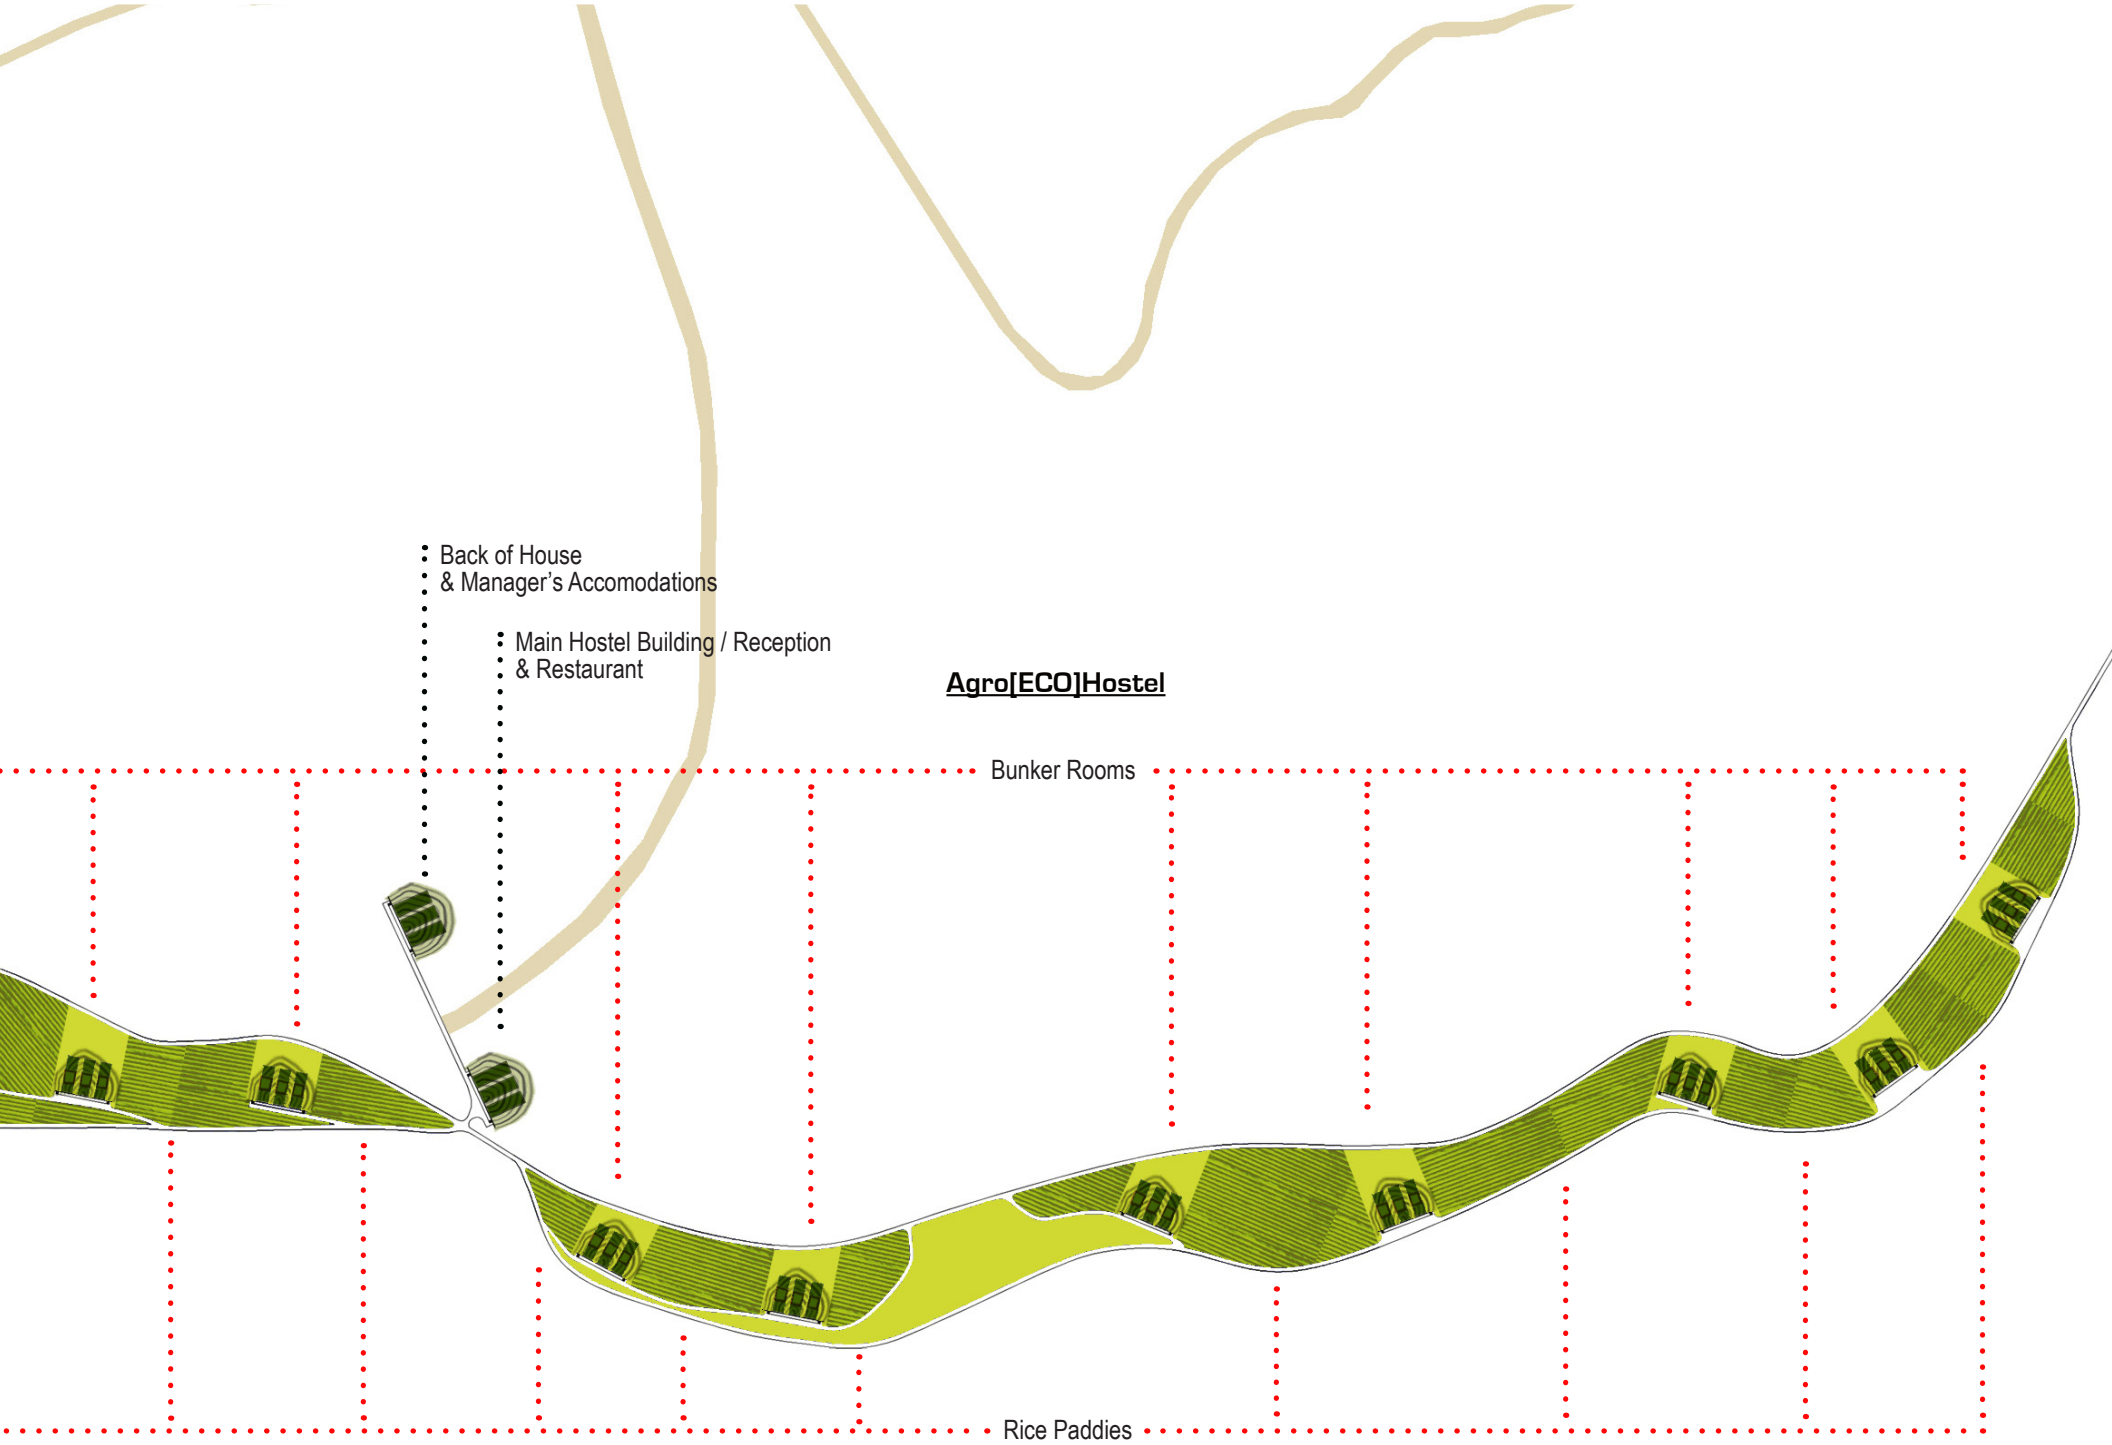 Back of House
& Manager’s Accomodations
Main Hostel Building / Reception
& Restaurant
Agro[ECO]Hostel
Bunker Rooms
Rice Paddies